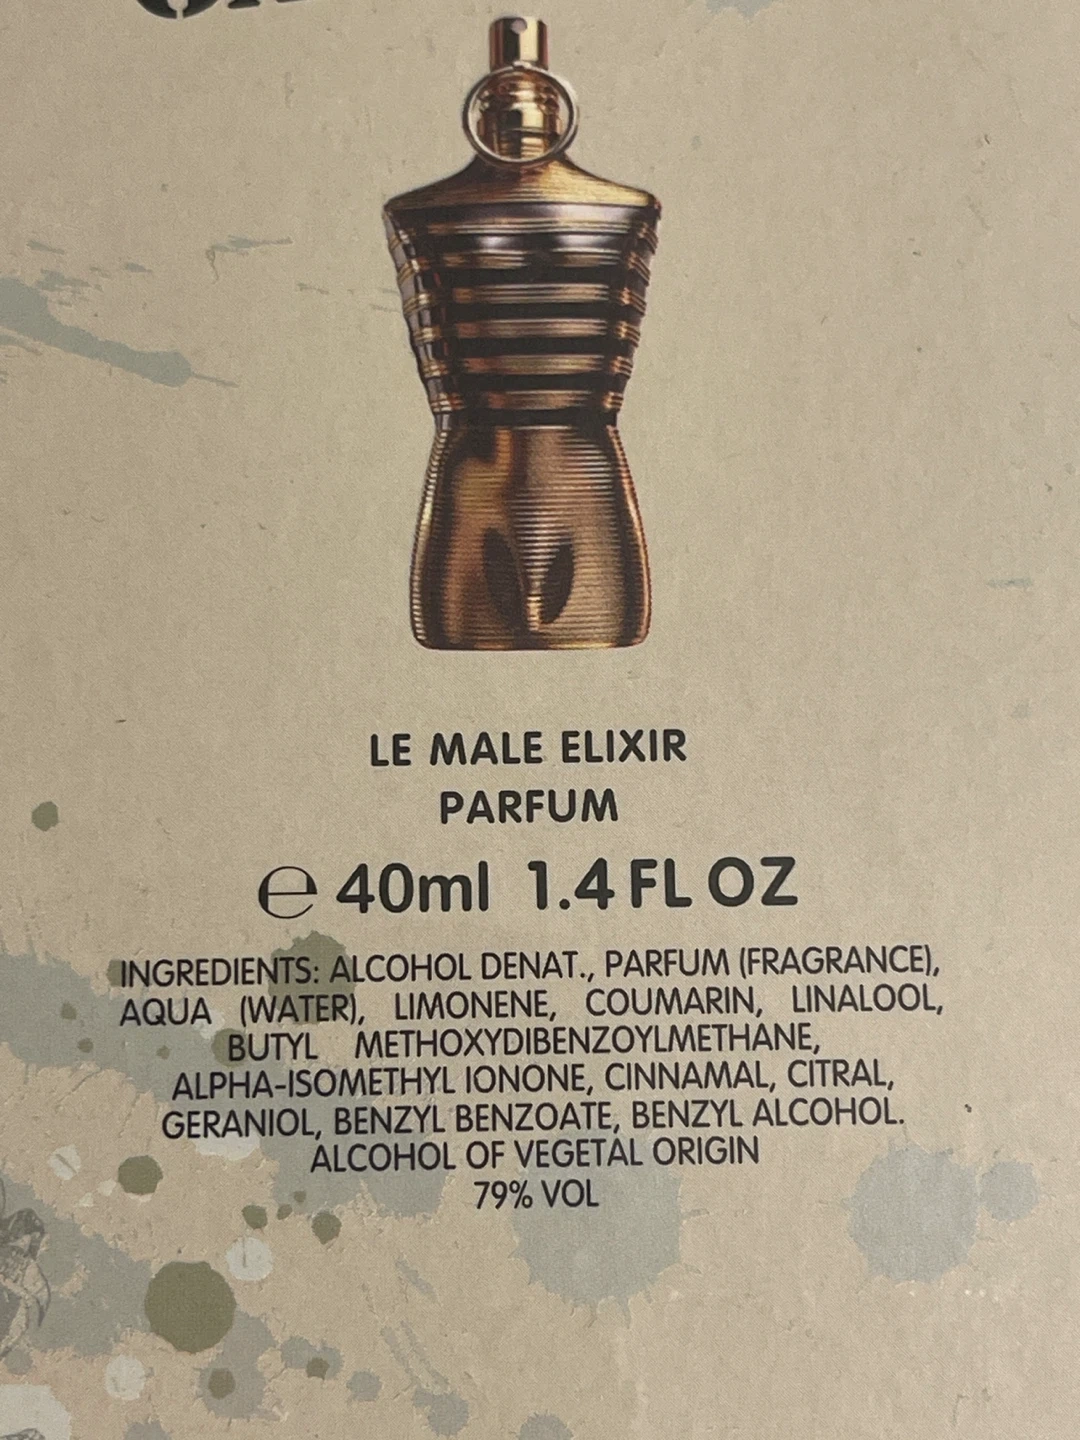 LE MALE ELIXIR
PARFUM
℮ 40ml 1.4 FL OZ
INGREDIENTS: ALCOHOL DENAT., PARFUM (FRAGRANCE),
AQUA (WATER), LIMONENE, COUMARIN, LINALOOL,
BUTYL METHOXYDIBENZOYLMETHANE,
ALPHA-ISOMETHYL IONONE, CINNAMAL, CITRAL,
GERANIOL, BENZYL BENZOATE, BENZYL ALCOHOL.
ALCOHOL OF VEGETAL ORIGIN
79% VOL